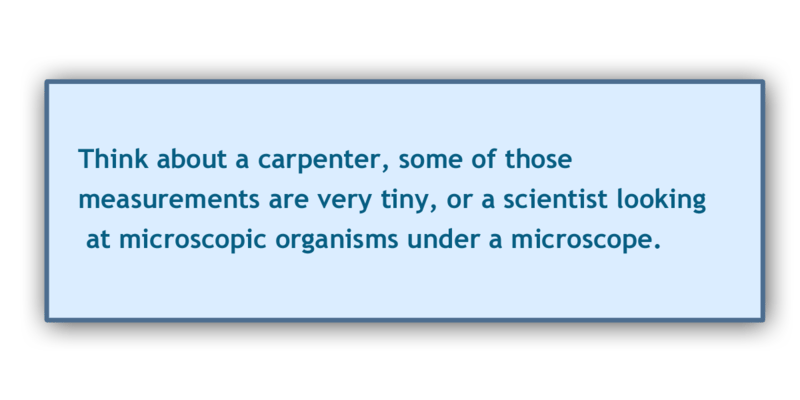 Think about a carpenter, some of those
measurements are very tiny, or a scientist looking
at microscopic organisms under a microscope.